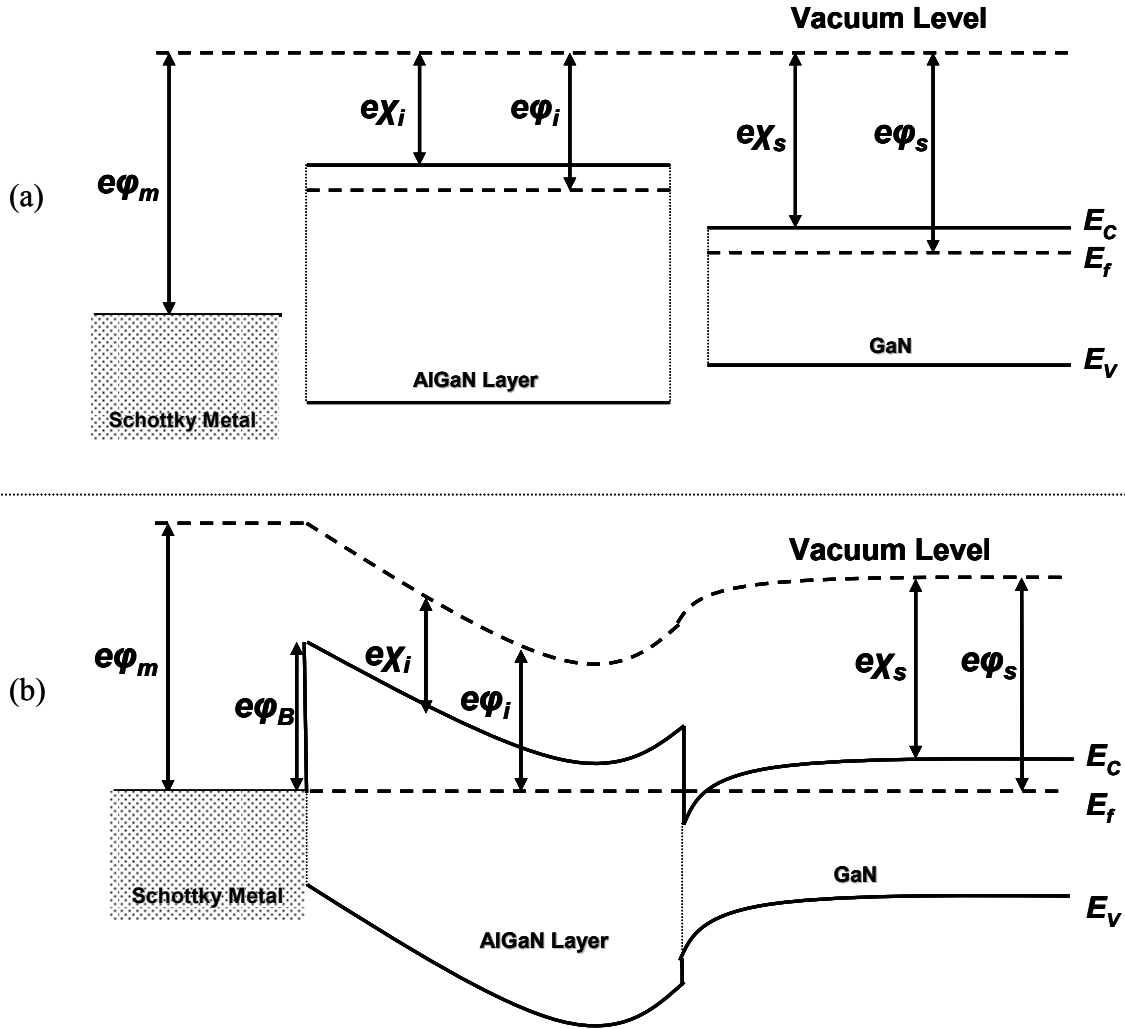 Vacuum Level
eχi
eφi
eχs
eφs
(a)
eφm
EC
Ef
GaN
EV
AlGaN Layer
Schottky Metal
Vacuum Level
eφm
eχi
eχs
eφs
(b)
eφB
eφi
EC
Ef
GaN
Schottky Metal
EV
AlGaN Layer